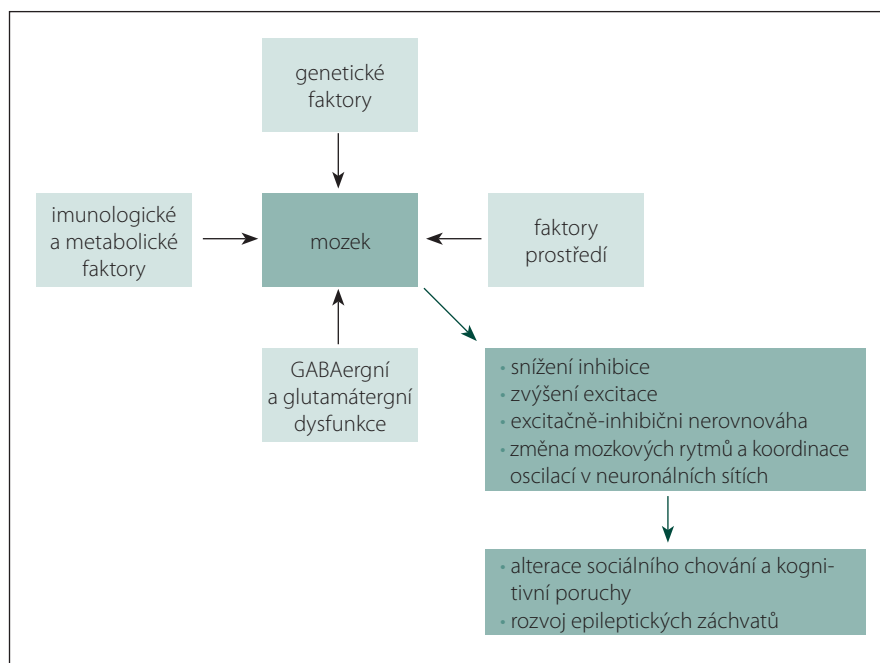 genetické
faktory
imunologické
a metabolické
faktory
mozek
faktory
prostředí
GABAergní
a glutamátergní
dysfunkce
• snížení inhibice
• zvýšení excitace
• excitačně-inhibični nerovnováha
• změna mozkových rytmů a koordinace
oscilací v neuronálních sítích
• alterace sociálního chování a kogni-
tivní poruchy
• rozvoj epileptických záchvatů